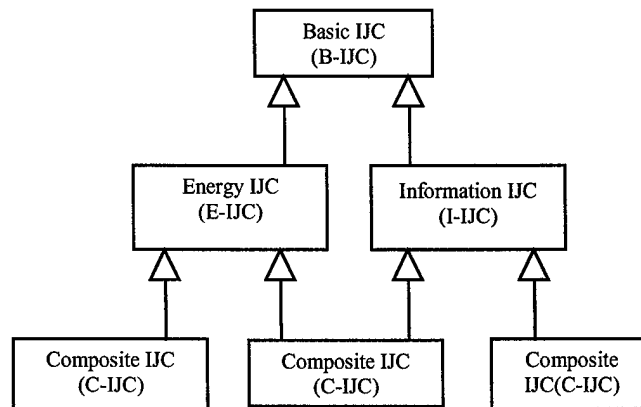 Basic IJC
(B-IJC)
Energy IJC
(E-IJC)
Information IJC
(I-IJC)
Composite IJC
(C-IJC)
Composite IJC
(C-IJC)
Composite
IJC(C-IJC)